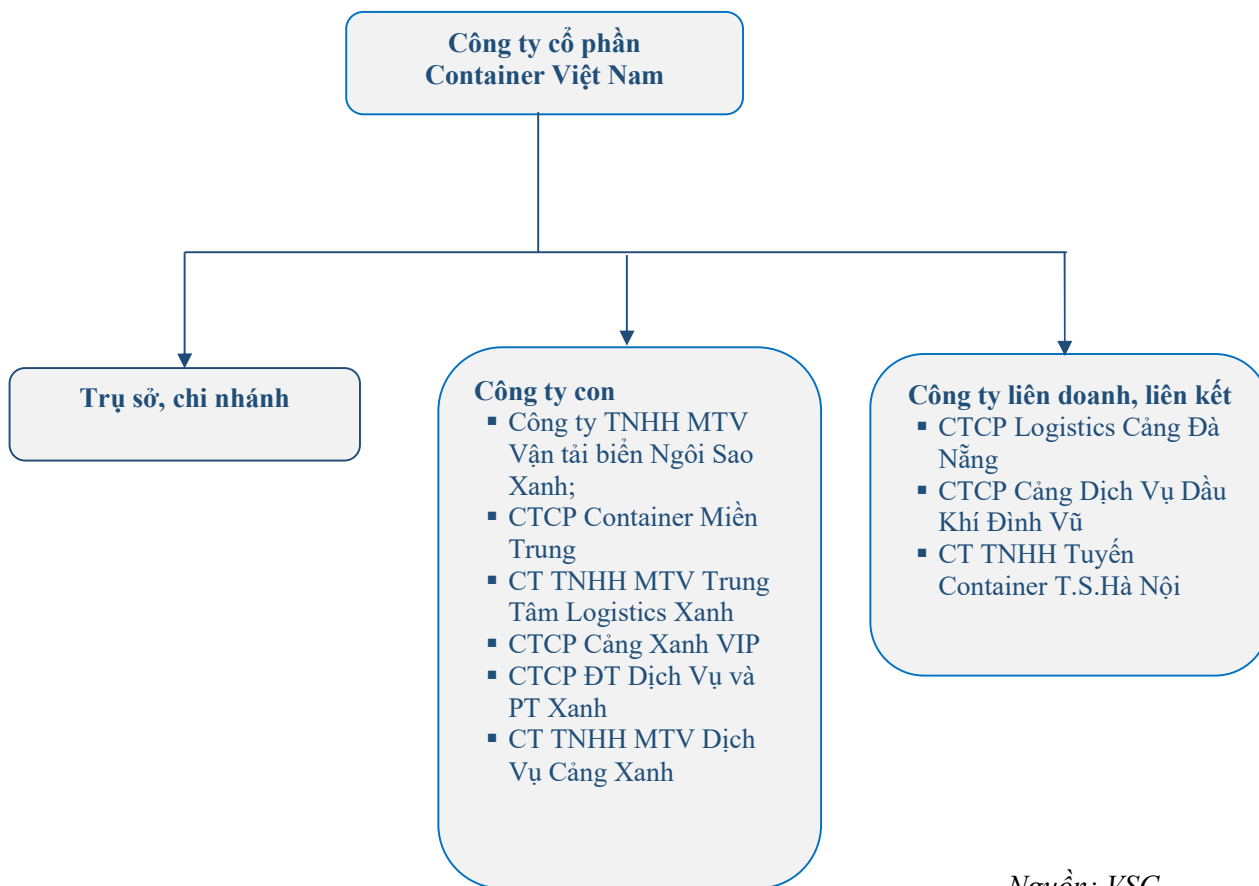 Công ty cổ phần
Container Việt Nam
Trụ sở, chi nhánh
Công ty con
▪ Công ty TNHH MTV
Vận tải biển Ngôi Sao
Xanh;
▪ CTCP Container Miền
Trung
▪ CT TNHH MTV Trung
Tâm Logistics Xanh
▪ CTCP Cảng Xanh VIP
▪ CTCP ĐT Dịch Vụ và
PT Xanh
▪ CT TNHH MTV Dịch
Vụ Cảng Xanh
Công ty liên doanh, liên kết
▪ CTCP Logistics Cảng Đà
Nẵng
▪ CTCP Cảng Dịch Vụ Dầu
Khí Đình Vũ
▪ CT TNHH Tuyến
Container T.S.Hà Nội
Nguồn: VSC